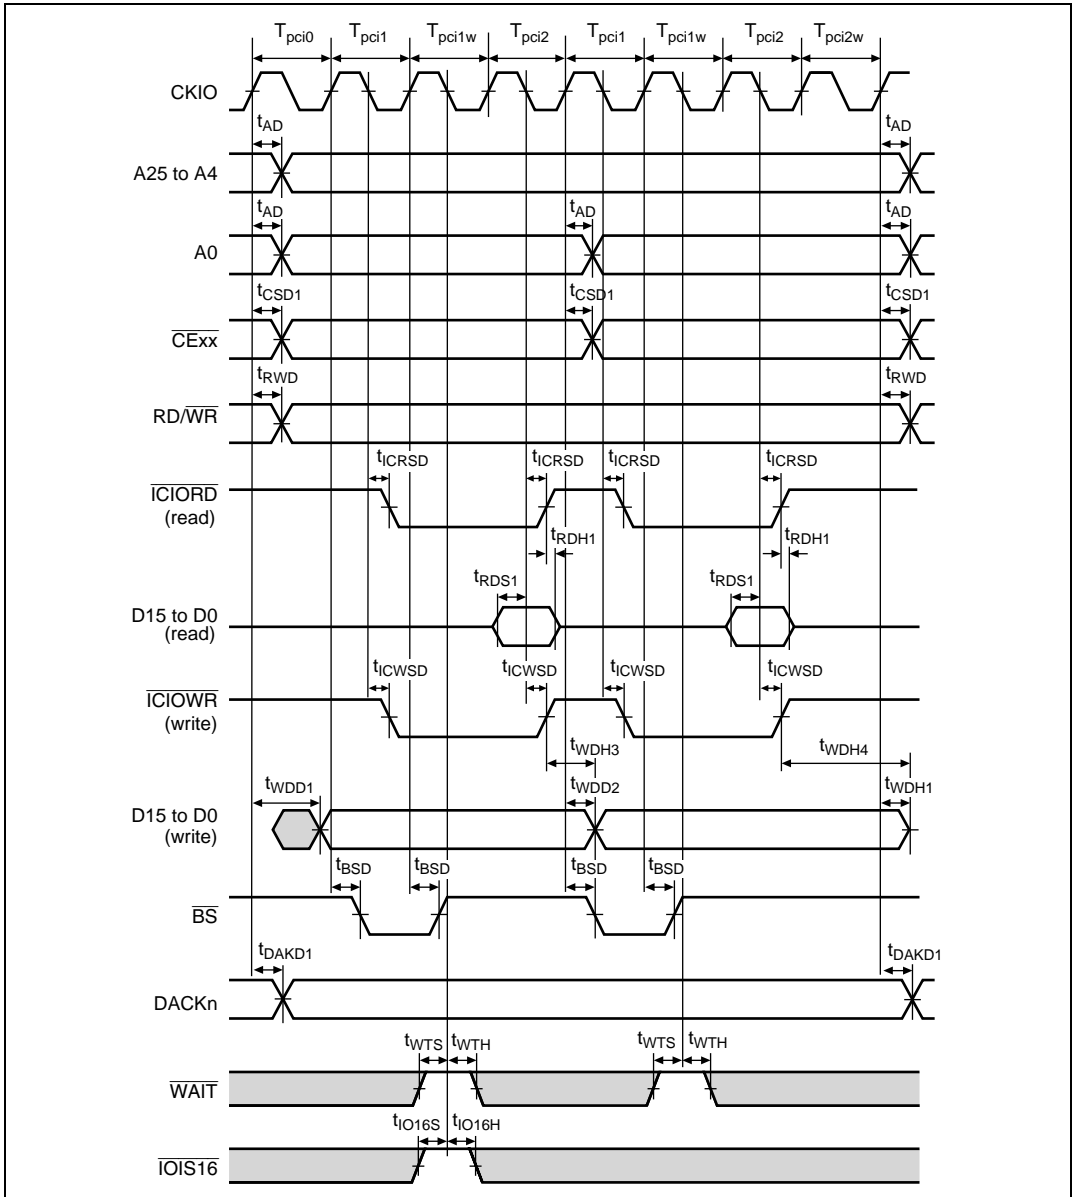 Tpci0 Tpci1 Tpci1w Tpci2 Tpci1 Tpci1w Tpci2 Tpci2w
CKIO
tAD tAD
A25 to A4
tAD tAD tAD
A0
tCSD1 tCSD1 tCSD1
CExx
tRWD tRWD
RD/WR
tICRSD tICRSD tICRSD tICRSD
ICIORD
(read)
tRDH1 tRDH1
tRDS1 tRDS1
D15 to D0
(read)
tICWSD tICWSD tICWSD tICWSD
ICIOWR
(write)
tWDH3 tWDH4
tWDD1 tWDD2 tWDH1
D15 to D0
(write)
tBSD tBSD tBSD tBSD
BS
tDAKD1 tDAKD1
DACKn
tWTS tWTH tWTS tWTH
WAIT
tIO16S tIO16H
IOIS16